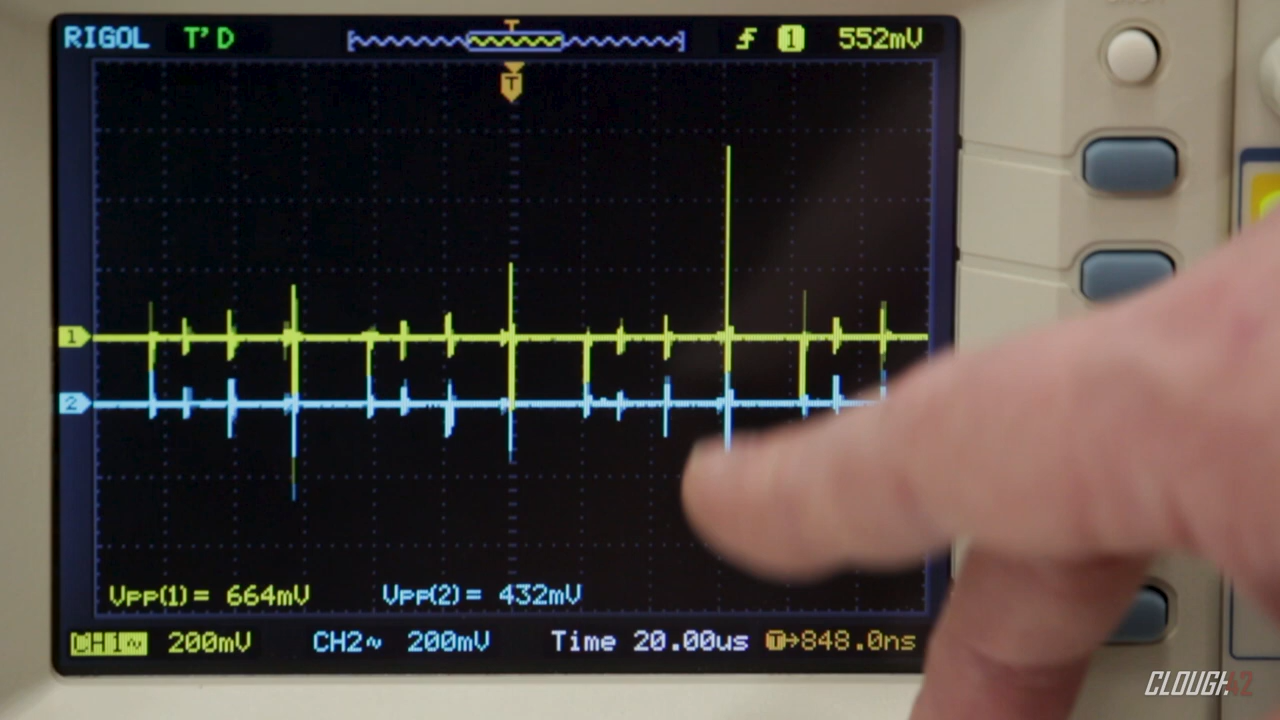 RIGOL T'D 1 552mV
T
1
2
Vpp(1)= 664mV Vpp(2)= 432mV
CH1~ 200mV CH2~ 200mV Time 20.00us T→848.0ns
CLOUGH42